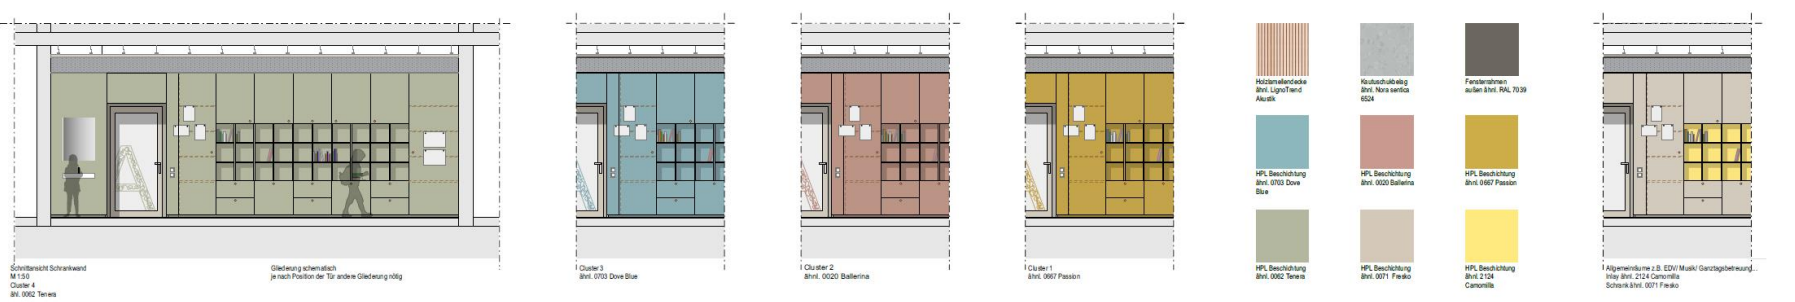 Schnittansicht Schrankwand
M 1:50
Cluster 4
ähl. 0062 Tenera
Gliederung schematisch
je nach Position der Tür andere Gliederung nötig
Cluster 3
ähnl. 0703 Dove Blue
Cluster 2
ähnl. 0020 Ballerina
Cluster 1
ähnl. 0667 Passion
Holzlamellendecke
ähnl. LignoTrend
Akustik
Kautuschukbelag
ähnl. Nora sentica
6524
Fensterrahmen
außen ähnl. RAL 7039
HPL Beschichtung
ähnl. 0703 Dove
Blue
HPL Beschichtung
ähnl. 0020 Ballerina
HPL Beschichtung
ähnl. 0667 Passion
HPL Beschichtung
ähnl. 0062 Tenera
HPL Beschichtung
ähnl. 0071 Fresko
HPL Beschichtung
ähnl. 2124
Camomilla
Allgemeinräume z.B. EDV/ Musik/ Ganztagsbetreuung...
Inlay ähnl. 2124 Camomilla
Schrank ähnl. 0071 Fresko